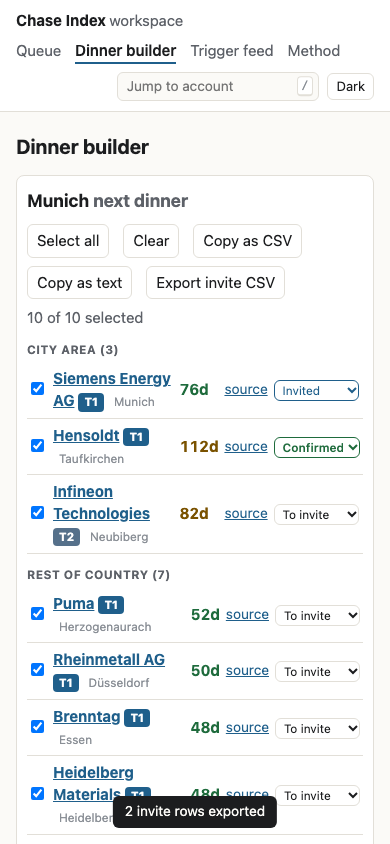 Chase Index workspace
Queue Dinner builder Trigger feed Method
Jump to account / Dark
Dinner builder
Munich next dinner
Select all Clear Copy as CSV
Copy as text Export invite CSV
10 of 10 selected
CITY AREA (3)
Siemens Energy AG T1 Munich 76d source Invited
Hensoldt T1 112d source Confirmed
Taufkirchen
Infineon Technologies 82d source To invite
T2 Neubiberg
REST OF COUNTRY (7)
Puma T1 52d source To invite
Herzogenaurach
Rheinmetall AG 50d source To invite
T1 Düsseldorf
Brenntag T1 48d source To invite
Essen
Heidelberg Materials T1 48d source To invite
2 invite rows exported